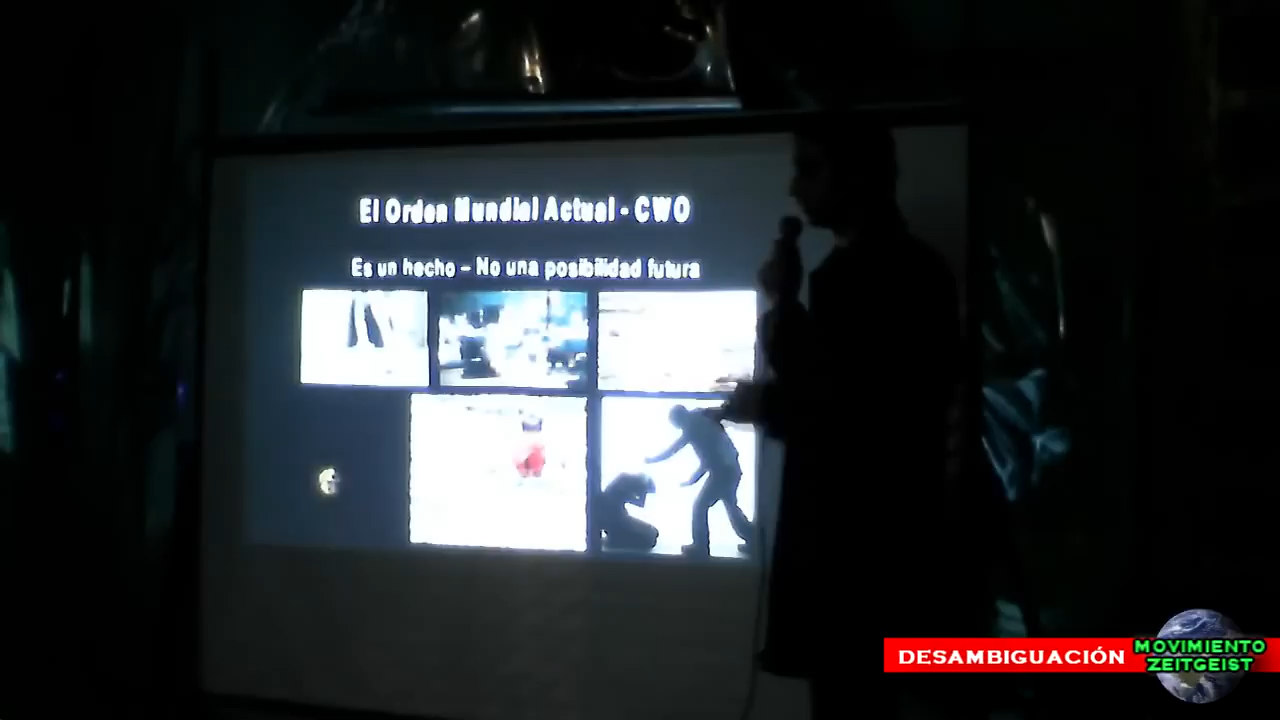 El Orden Mundial Actual - CWO
Es un hecho – No una posibilidad futura
DESAMBIGUACIÓN
MOVIMIENTO
ZEITGEIST